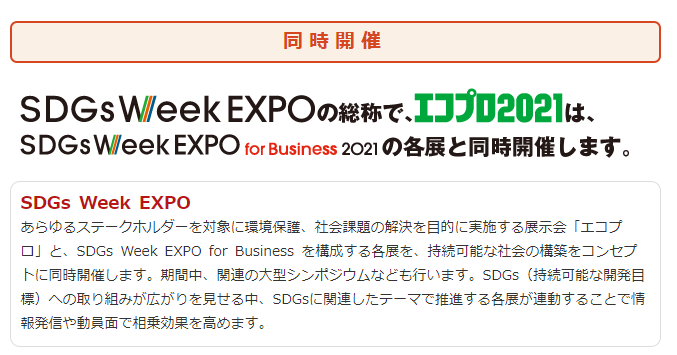 同時開催
SDGsWeek EXPOの総称で、エコプロ2021は、
SDGsWeek EXPO for Business 2021 の各展と同時開催します。
SDGs Week EXPO
あらゆるステークホルダーを対象に環境保護、社会課題の解決を目的に実施する展示会「エコプ
ロ」と、SDGs Week EXPO for Business を構成する各展を、持続可能な社会の構築をコンセプ
トに同時開催します。期間中、関連の大型シンポジウムなども行います。SDGs（持続可能な開発目
標）への取り組みが広がりを見せる中、SDGsに関連したテーマで推進する各展が連動することで情
報発信や動員面で相乗効果を高めます。